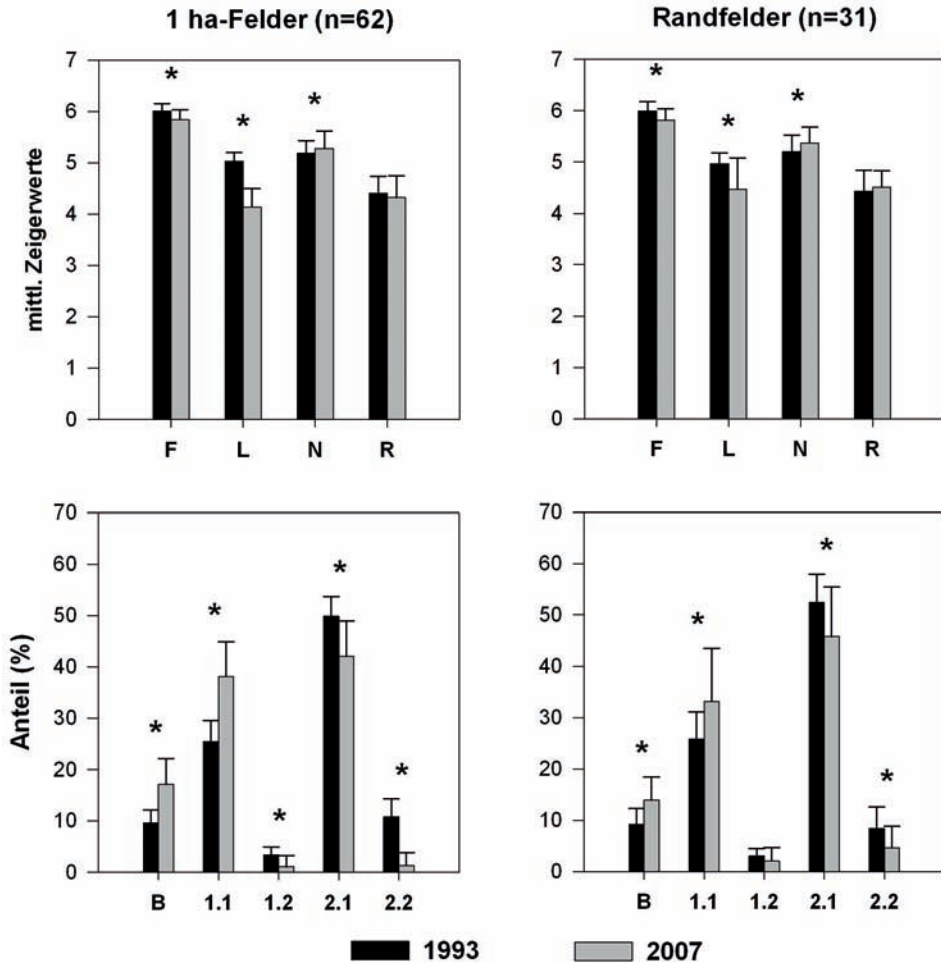 1 ha-Felder (n=62)
Randfelder (n=31)
mittl. Zeigerwerte
7
6
5
4
3
2
1
0
* * *
F L N R
7
6
5
4
3
2
1
0
* * *
F L N R
Anteil (%)
70
60
50
40
30
20
10
0
* * * * *
B 1.1 1.2 2.1 2.2
70
60
50
40
30
20
10
0
* * * *
B 1.1 1.2 2.1 2.2
1993 2007